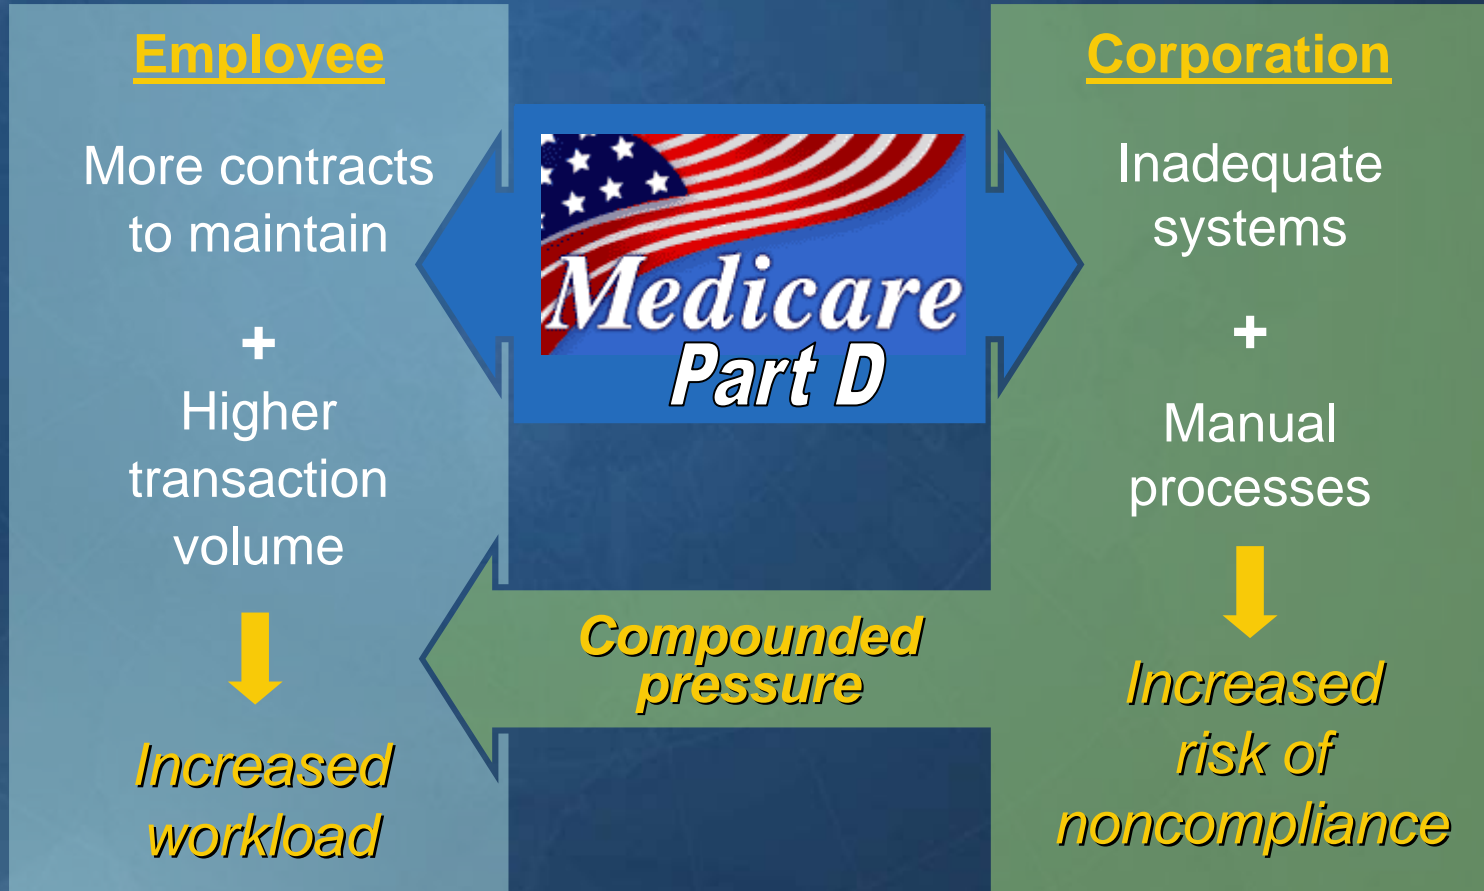 Employee
More contracts
to maintain
+
Higher
transaction
volume
Increased
workload
Medicare
Part D
Compounded
pressure
Corporation
Inadequate
systems
+
Manual
processes
Increased
risk of
noncompliance